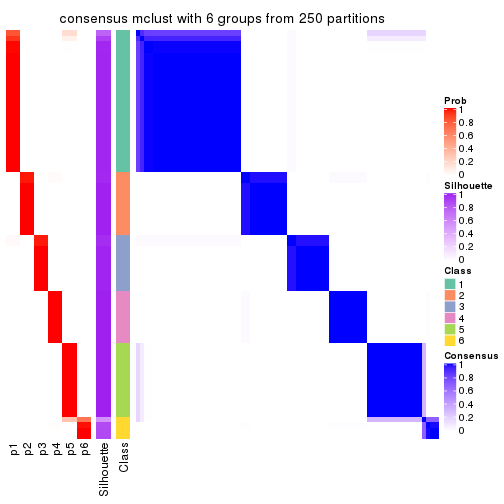 consensus mclust with 6 groups from 250 partitions
Prob
1
0.8
0.6
0.4
0.2
0
Silhouette
1
0.8
0.6
0.4
0.2
0
Class
1
2
3
4
5
6
Consensus
1
0.8
0.6
0.4
0.2
0
p1
p2
p3
p4
p5
p6
Silhouette
Class